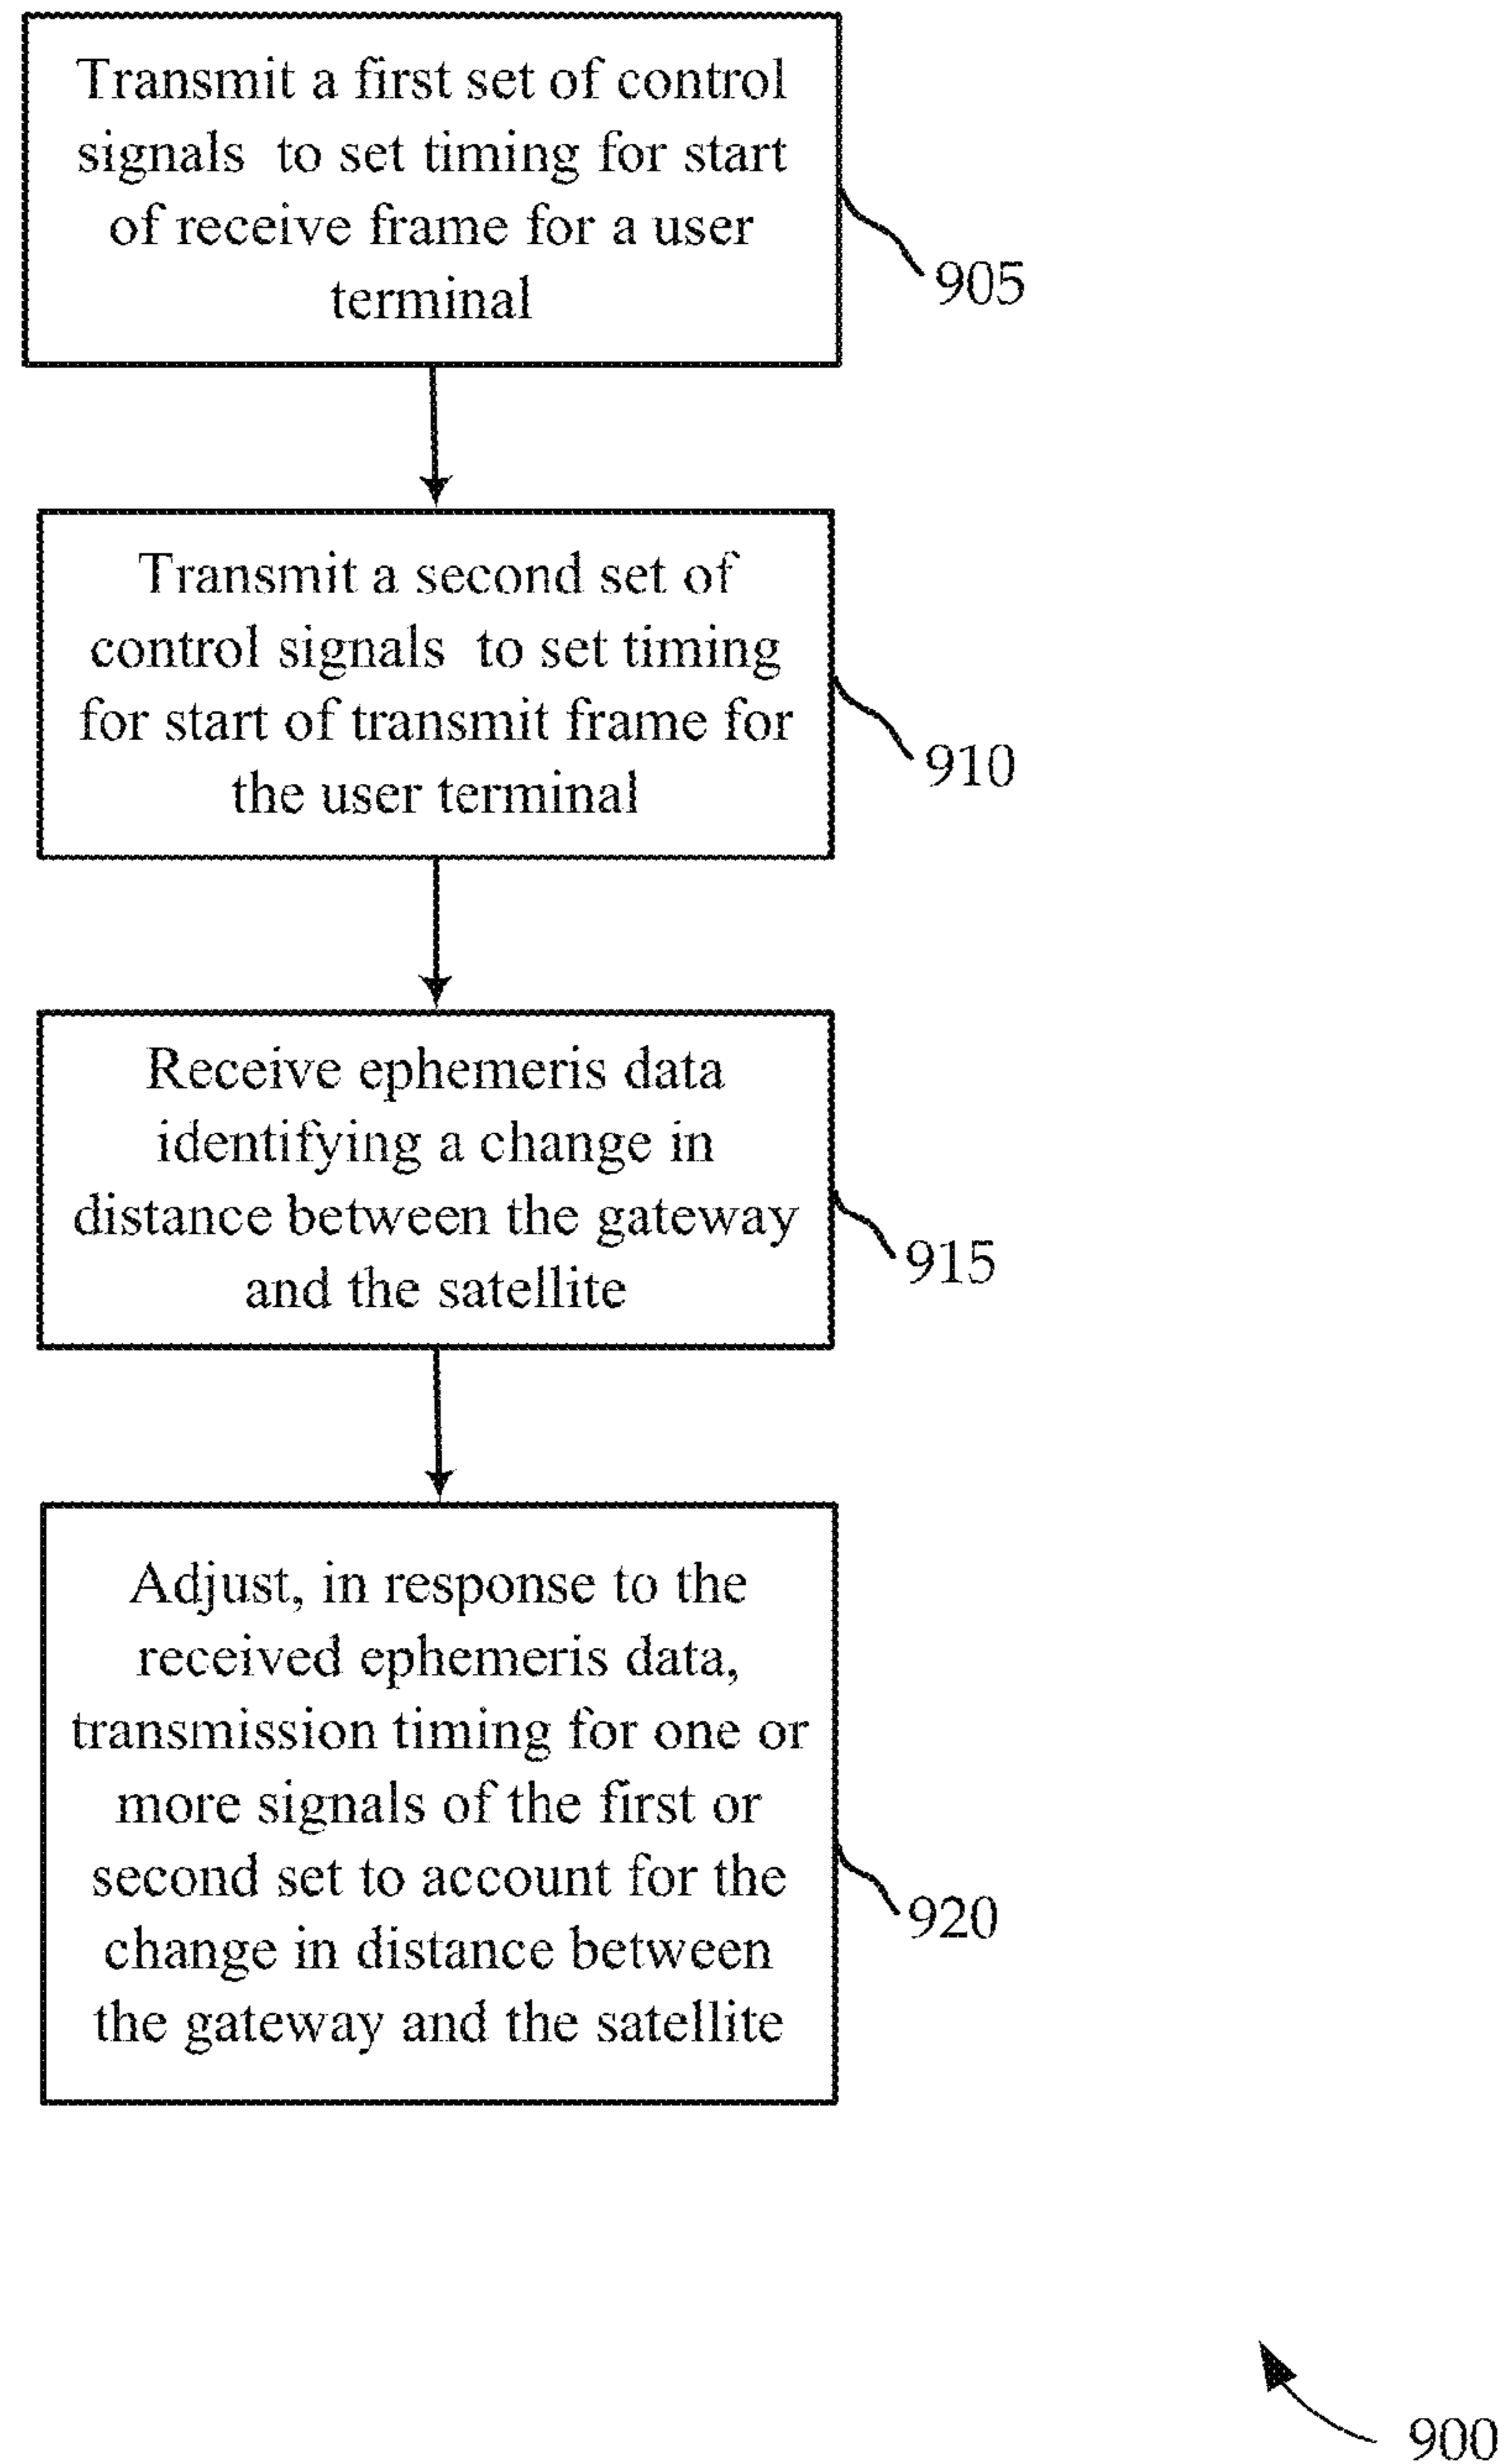 Transmit a first set of control
signals to set timing for start
of receive frame for a user
terminal
905
Transmit a second set of
control signals to set timing
for start of transmit frame for
the user terminal
910
Receive ephemeris data
identifying a change in
distance between the gateway
and the satellite
915
Adjust, in response to the
received ephemeris data,
transmission timing for one or
more signals of the first or
second set to account for the
change in distance between
the gateway and the satellite
920
900